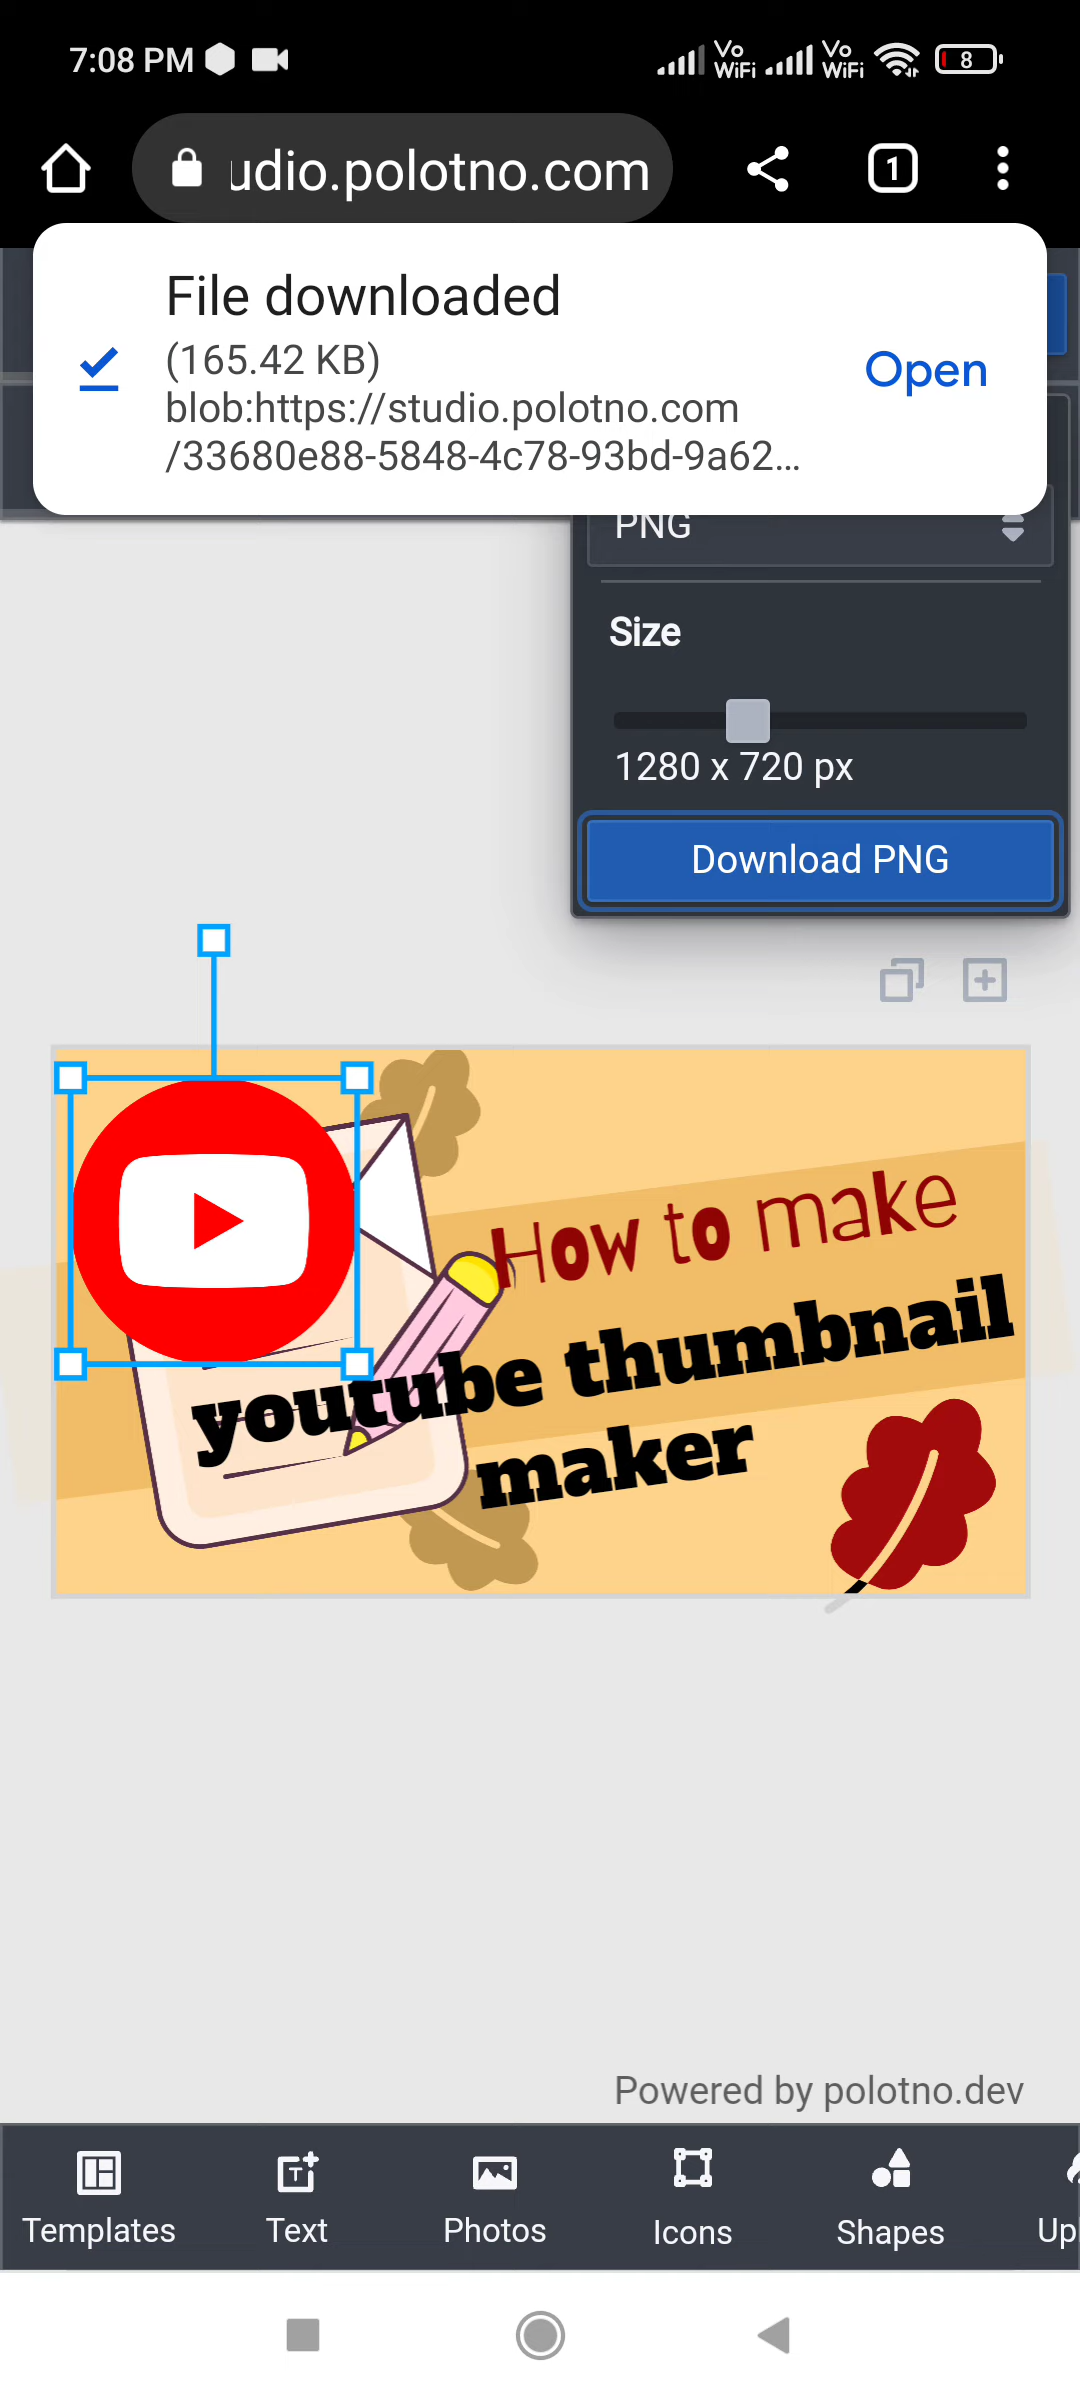 7:08 PM
Vo
WiFi
Vo
WiFi
8
udio.polotno.com
1
File downloaded
(165.42 KB)
blob:https://studio.polotno.com
/33680e88-5848-4c78-93bd-9a62...
Open
PNG
Size
1280 x 720 px
Download PNG
How to make
youtube thumbnail
maker
Powered by polotno.dev
Templates
Text
Photos
Icons
Shapes
Up